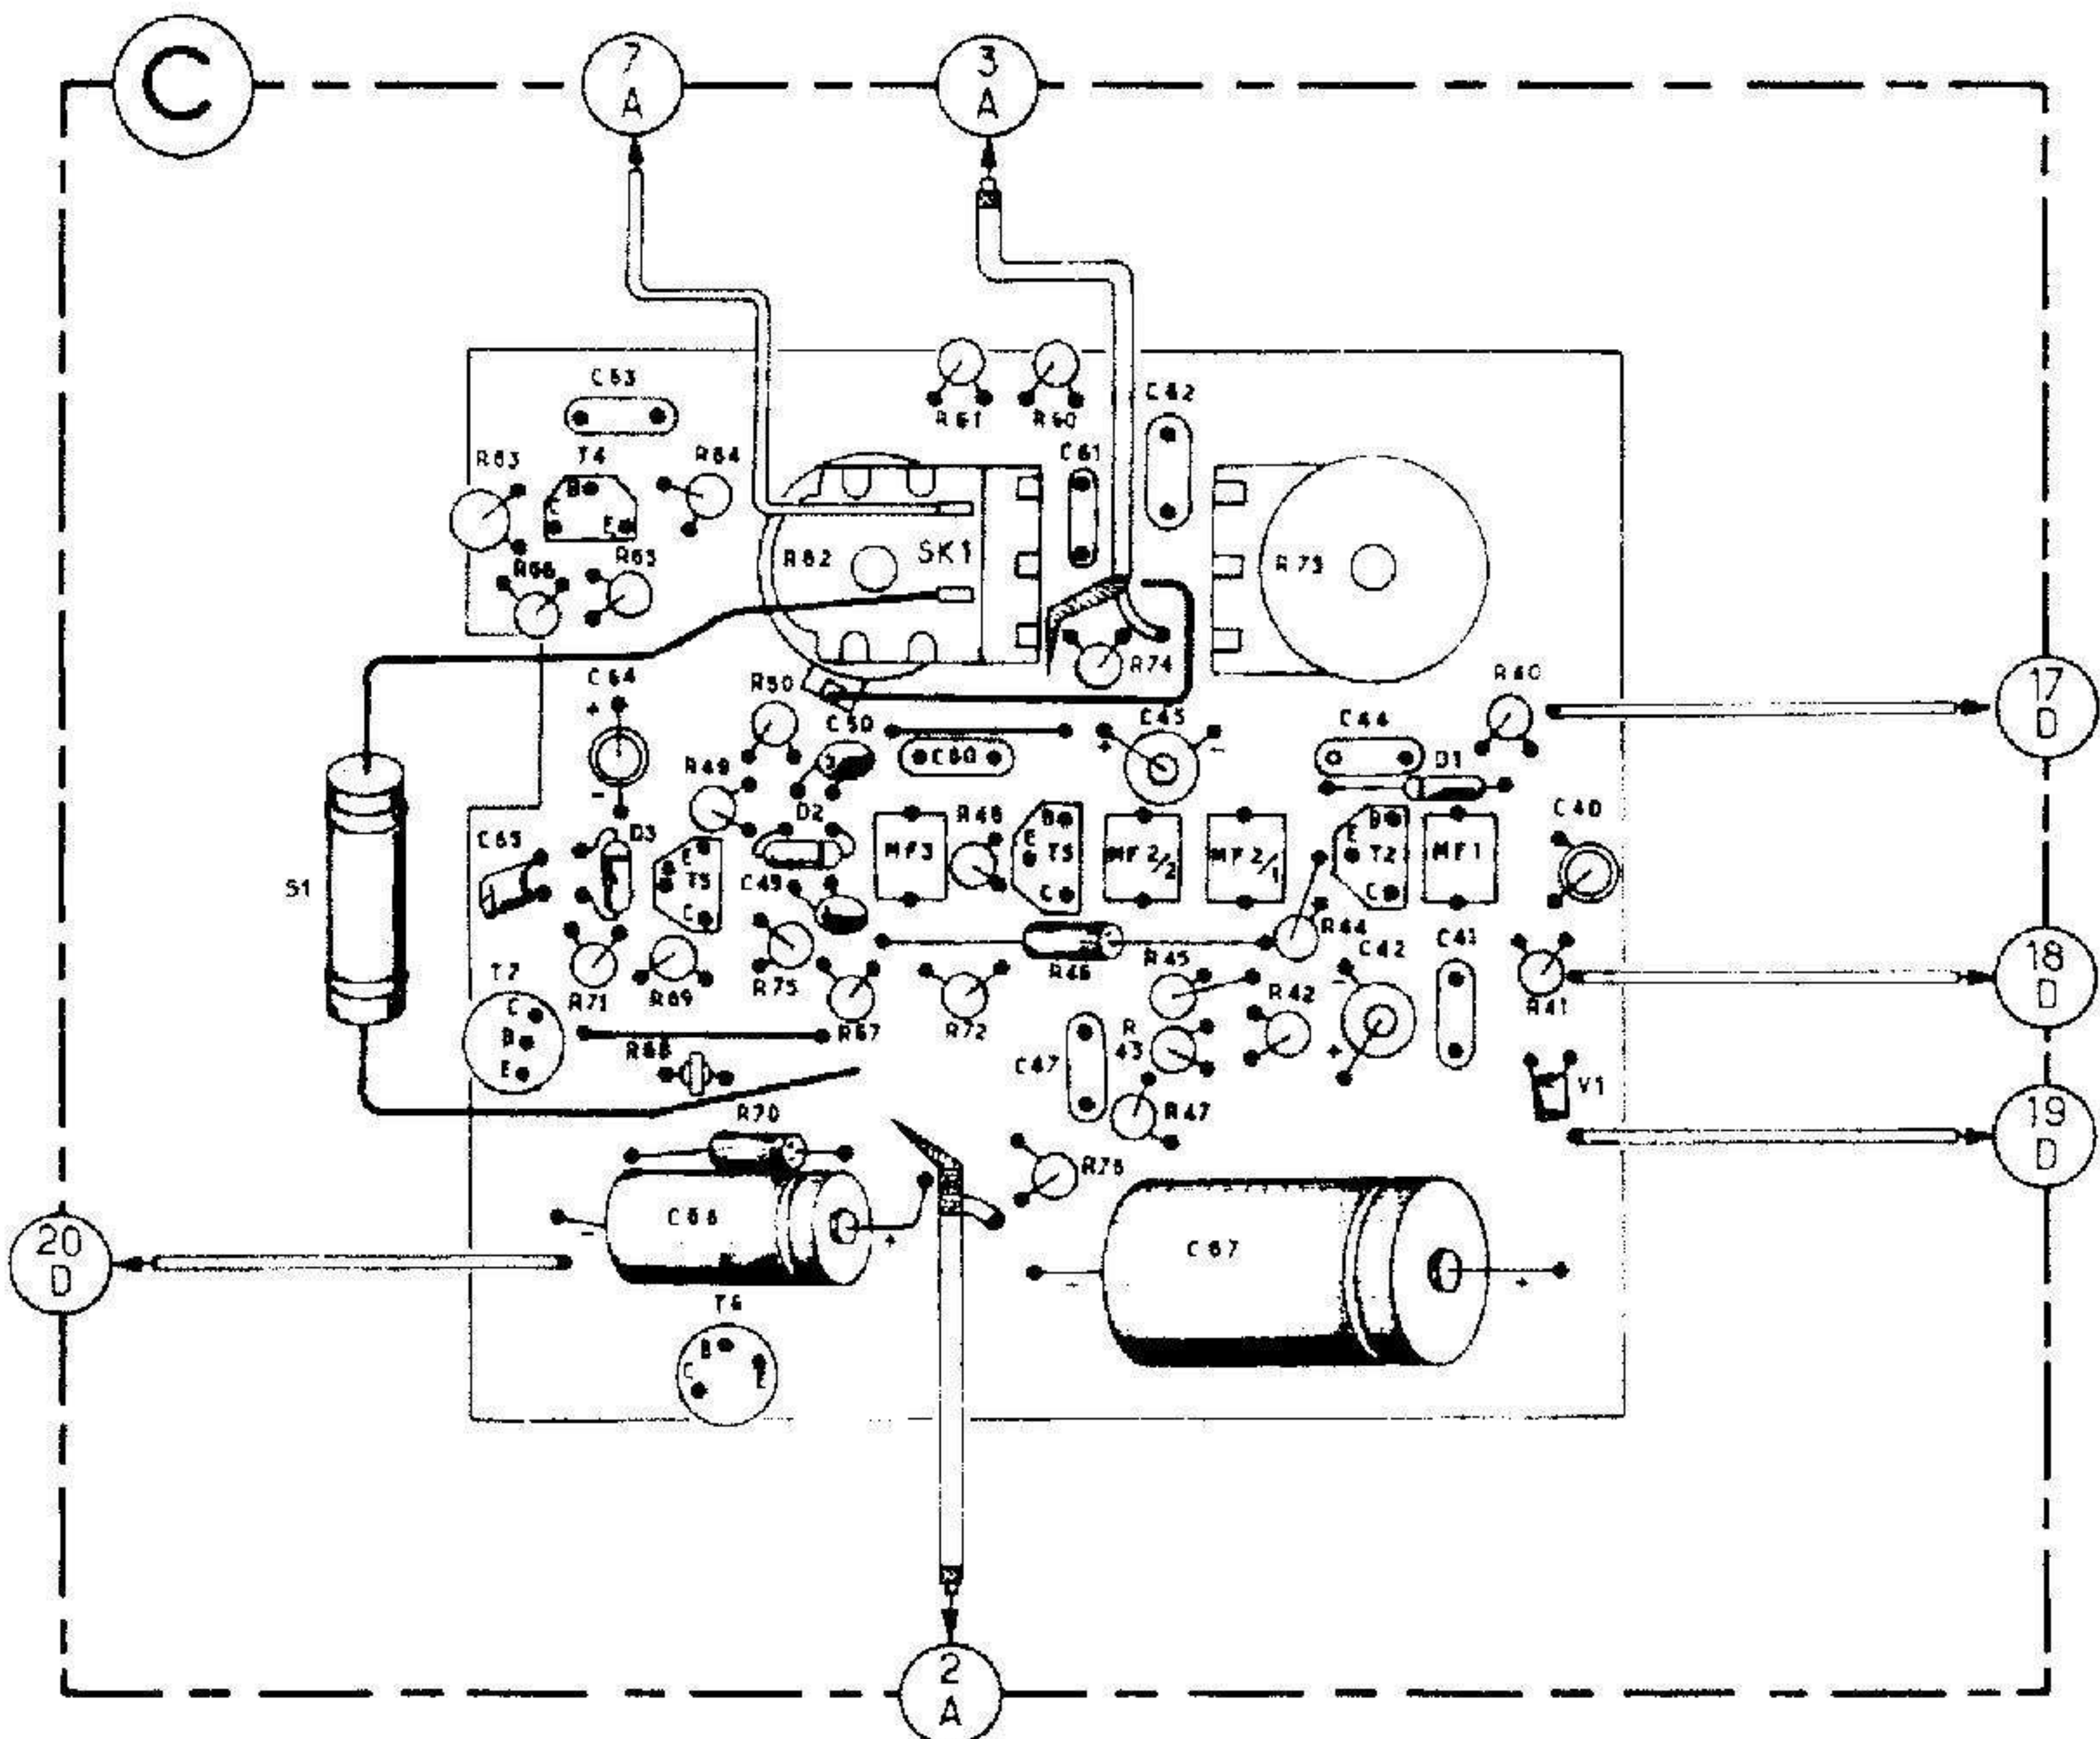 C
7
A
3
A
C63
R61
R60
C62
R63
T4
R64
C61
R62
SK1
R73
R66
R65
R74
C64
+
R50
C50
C45
C44
R40
17
D
+
-
C60
D1
-
R49
D2
C40
C65
D3
E
T5
C
C49
MF3
R48
B
E
T3
C
MF2/2
MF2/1
B
E
T2
C
MF1
S1
R44
C41
T7
R71
R69
R75
R46
R45
C42
-
18
D
C
B
E
R67
R72
R42
R41
R68
R
43
+
C47
V1
R70
R47
19
D
R76
C66
-
+
C67
-
+
20
D
T6
B
C
E
2
A